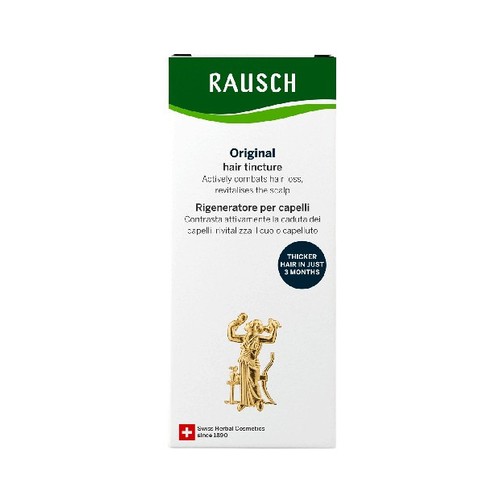 RAUSCH
Original
hair tincture
Actively combats hair loss,
revitalises the scalp
Rigeneratore per capelli
Contrasta attivamente la caduta dei
capelli, rivitalizza il cuoio capelluto
THICKER
HAIR IN JUST
3 MONTHS
Swiss Herbal Cosmetics
since 1890